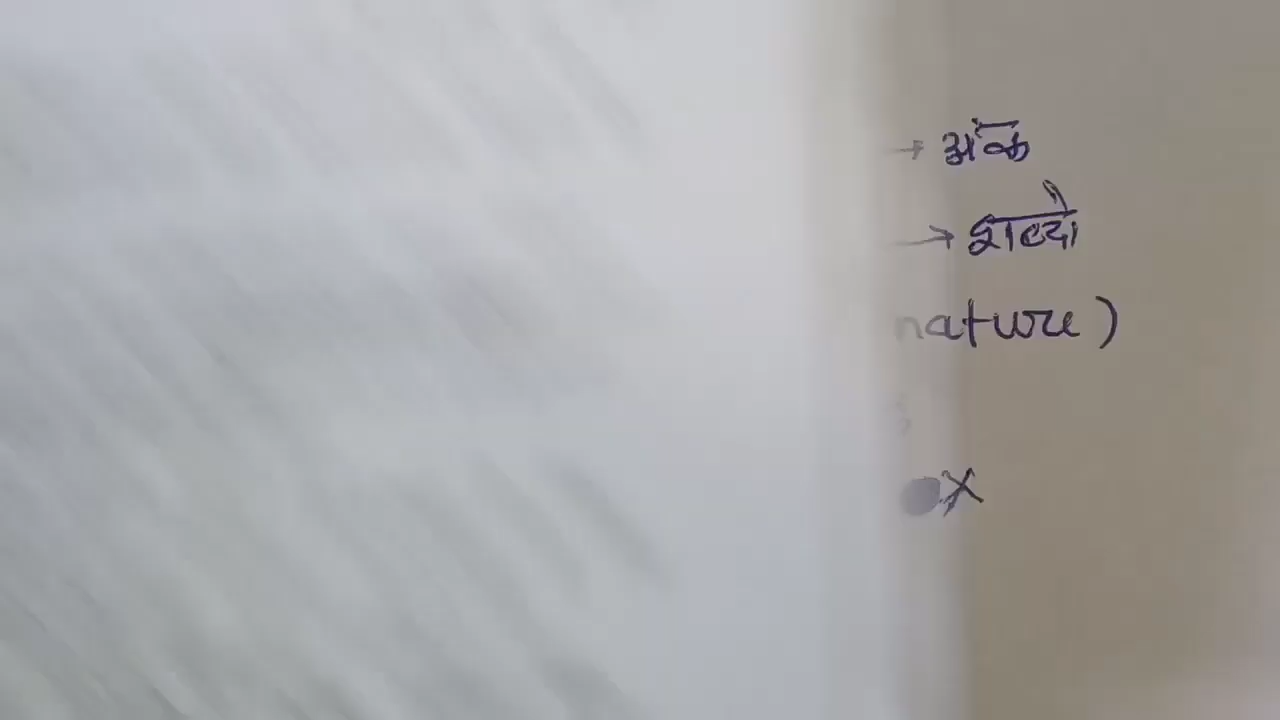 → अंक
→ शब्दो
nature)
X